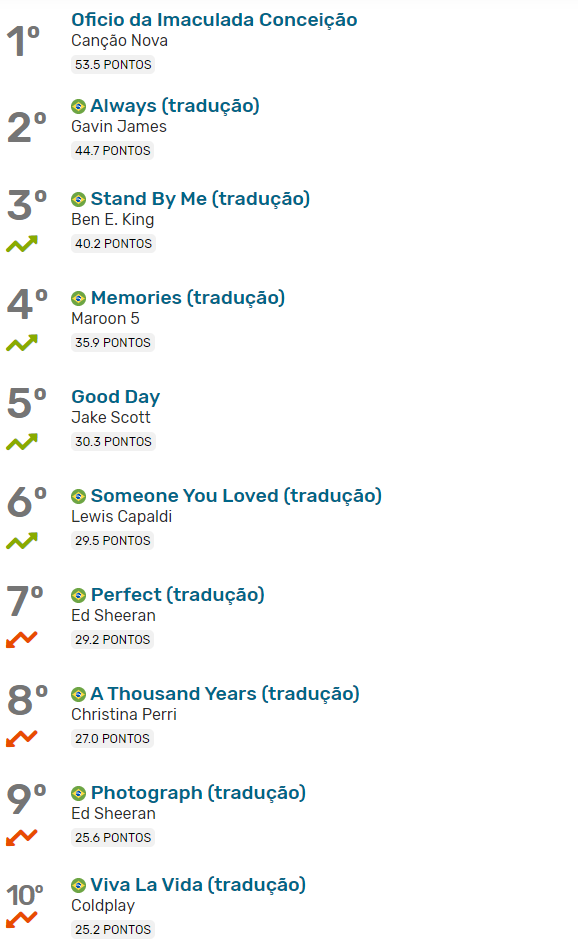 1º
Oficio da Imaculada Conceição
Canção Nova
53.5 PONTOS
2º
Always (tradução)
Gavin James
44.7 PONTOS
3º
Stand By Me (tradução)
Ben E. King
40.2 PONTOS
4º
Memories (tradução)
Maroon 5
35.9 PONTOS
5º
Good Day
Jake Scott
30.3 PONTOS
6º
Someone You Loved (tradução)
Lewis Capaldi
29.5 PONTOS
7º
Perfect (tradução)
Ed Sheeran
29.2 PONTOS
8º
A Thousand Years (tradução)
Christina Perri
27.0 PONTOS
9º
Photograph (tradução)
Ed Sheeran
25.6 PONTOS
10º
Viva La Vida (tradução)
Coldplay
25.2 PONTOS